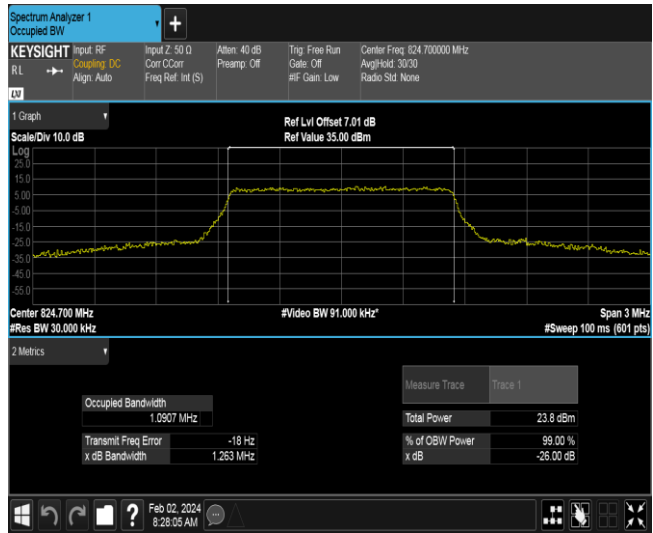 Spectrum Analyzer 1
Occupied BW
+
KEYSIGHT
RL
LXI
Input: RF
Coupling: DC
Align: Auto
Input Z: 50 Ω
Corr CCorr
Freq Ref: Int (S)
Atten: 40 dB
Preamp: Off
Trig: Free Run
Gate: Off
#IF Gain: Low
Center Freq: 824.700000 MHz
Avg|Hold: 30/30
Radio Std: None
1 Graph
Scale/Div 10.0 dB
Ref Lvl Offset 7.01 dB
Ref Value 35.00 dBm
Log
25.0
15.0
5.00
-5.00
-15.0
-25.0
-35.0
-45.0
-55.0
Center 824.700 MHz
#Video BW 91.000 kHz*
Span 3 MHz
#Res BW 30.000 kHz
#Sweep 100 ms (601 pts)
2 Metrics
Measure Trace
Trace 1
Occupied Bandwidth
1.0907 MHz
Total Power
23.8 dBm
Transmit Freq Error
-18 Hz
% of OBW Power
99.00 %
x dB Bandwidth
1.263 MHz
x dB
-26.00 dB
?
Feb 02, 2024
8:28:05 AM